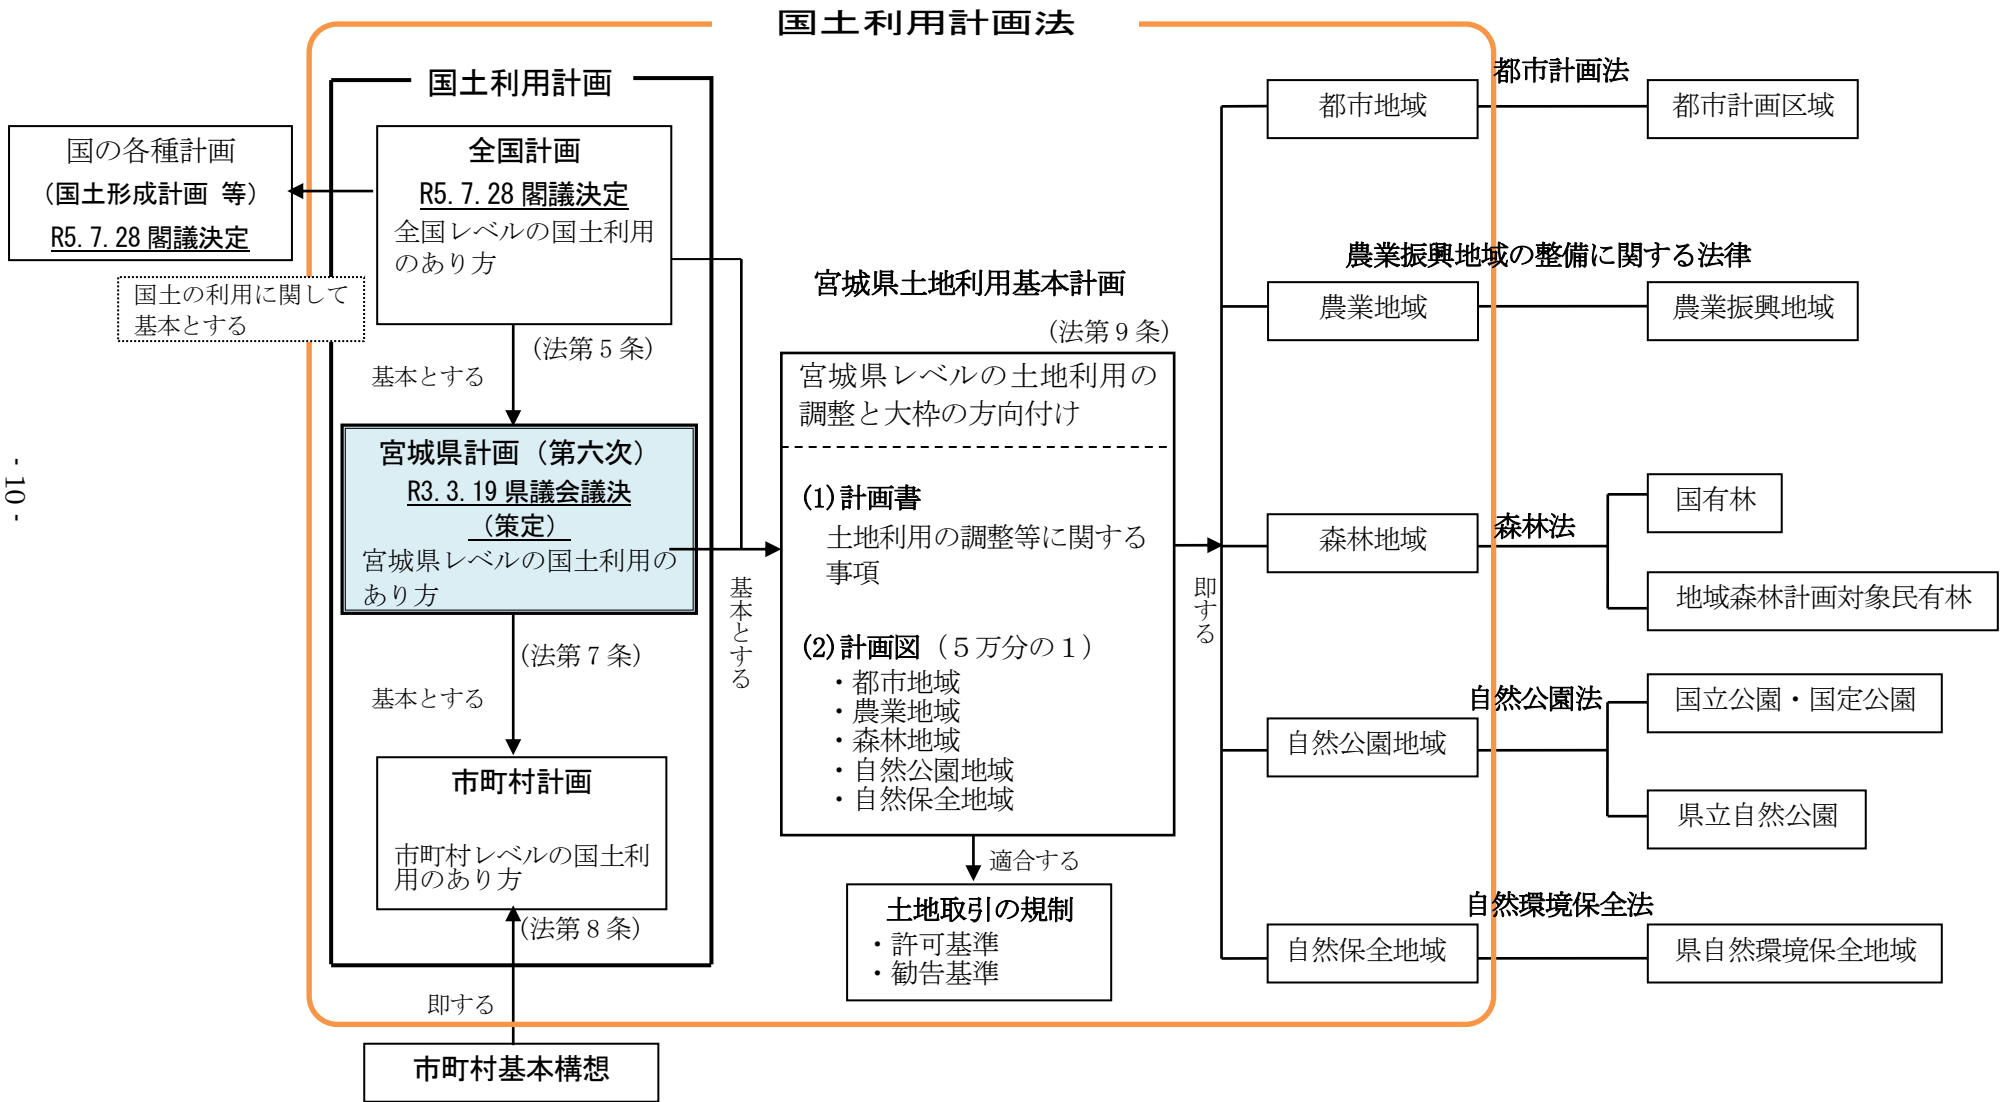 国土利用計画法
国土利用計画
国の各種計画
（国土形成計画 等）
R5.7.28 閣議決定
国土の利用に関して
基本とする
全国計画
R5.7.28 閣議決定
全国レベルの国土利用
のあり方
(法第５条)
基本とする
宮城県計画（第六次）
R3.3.19 県議会議決
（策定）
宮城県レベルの国土利用の
あり方
(法第７条)
基本とする
市町村計画
市町村レベルの国土利
用のあり方
(法第８条)
即する
市町村基本構想
基本とする
宮城県土地利用基本計画
(法第９条)
宮城県レベルの土地利用の
調整と大枠の方向付け
(1)計画書
土地利用の調整等に関する
事項
(2)計画図（５万分の１）
・都市地域
・農業地域
・森林地域
・自然公園地域
・自然保全地域
適合する
土地取引の規制
・許可基準
・勧告基準
即する
都市地域
都市計画法
都市計画区域
農業振興地域の整備に関する法律
農業地域
農業振興地域
森林地域
森林法
国有林
地域森林計画対象民有林
自然公園地域
自然公園法
国立公園・国定公園
県立自然公園
自然環境保全法
自然保全地域
県自然環境保全地域
- 10 -